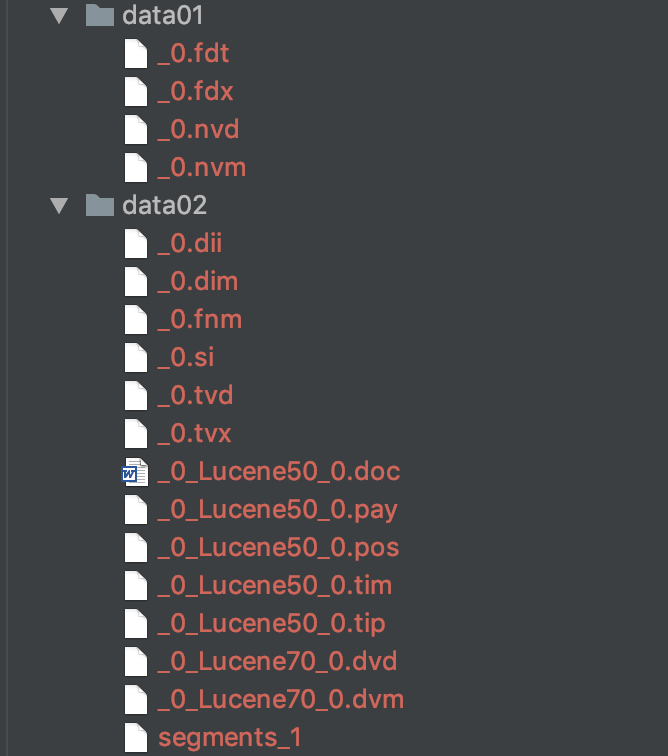 data01
_0.fdt
_0.fdx
_0.nvd
_0.nvm
data02
_0.dii
_0.dim
_0.fnm
_0.si
_0.tvd
_0.tvx
_0_Lucene50_0.doc
_0_Lucene50_0.pay
_0_Lucene50_0.pos
_0_Lucene50_0.tim
_0_Lucene50_0.tip
_0_Lucene70_0.dvd
_0_Lucene70_0.dvm
segments_1